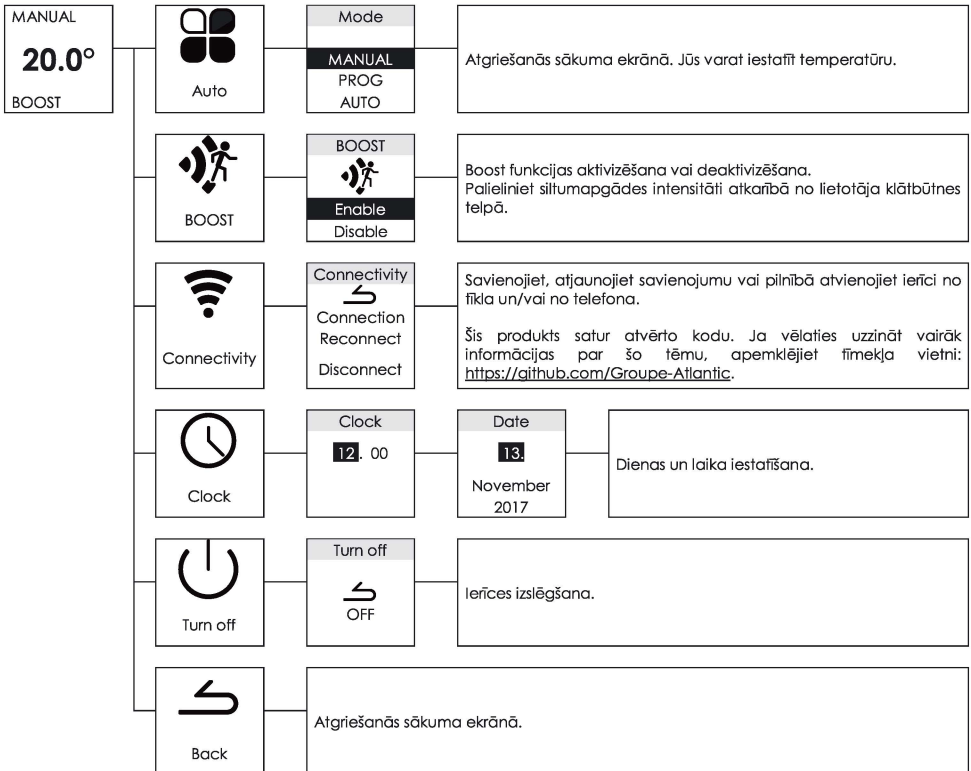 MANUAL
20.0°
BOOST
Auto
Mode
MANUAL
PROG
AUTO
Atgriešanās sākuma ekrānā. Jūs varat iestatīt temperatūru.
BOOST
BOOST
Enable
Disable
Boost funkcijas aktivizēšana vai deaktivizēšana.
Palieliniet siltumapgādes intensitāti atkarībā no lietotāja klātbūtnes
telpā.
Connectivity
Connectivity
Connection
Reconnect
Disconnect
Savienojiet, atjaunojiet savienojumu vai pilnībā atvienojiet ierīci no
tīkla un/vai no telefona.
Šis produkts satur atvērto kodu. Ja vēlaties uzzināt vairāk
informācijas par šo tēmu, apemklējiet tīmekļa vietni:
https://github.com/Groupe-Atlantic.
Clock
Clock
12. 00
Date
13.
November
2017
Dienas un laika iestatīšana.
Turn off
Turn off
OFF
Ierīces izslēgšana.
Back
Atgriešanās sākuma ekrānā.